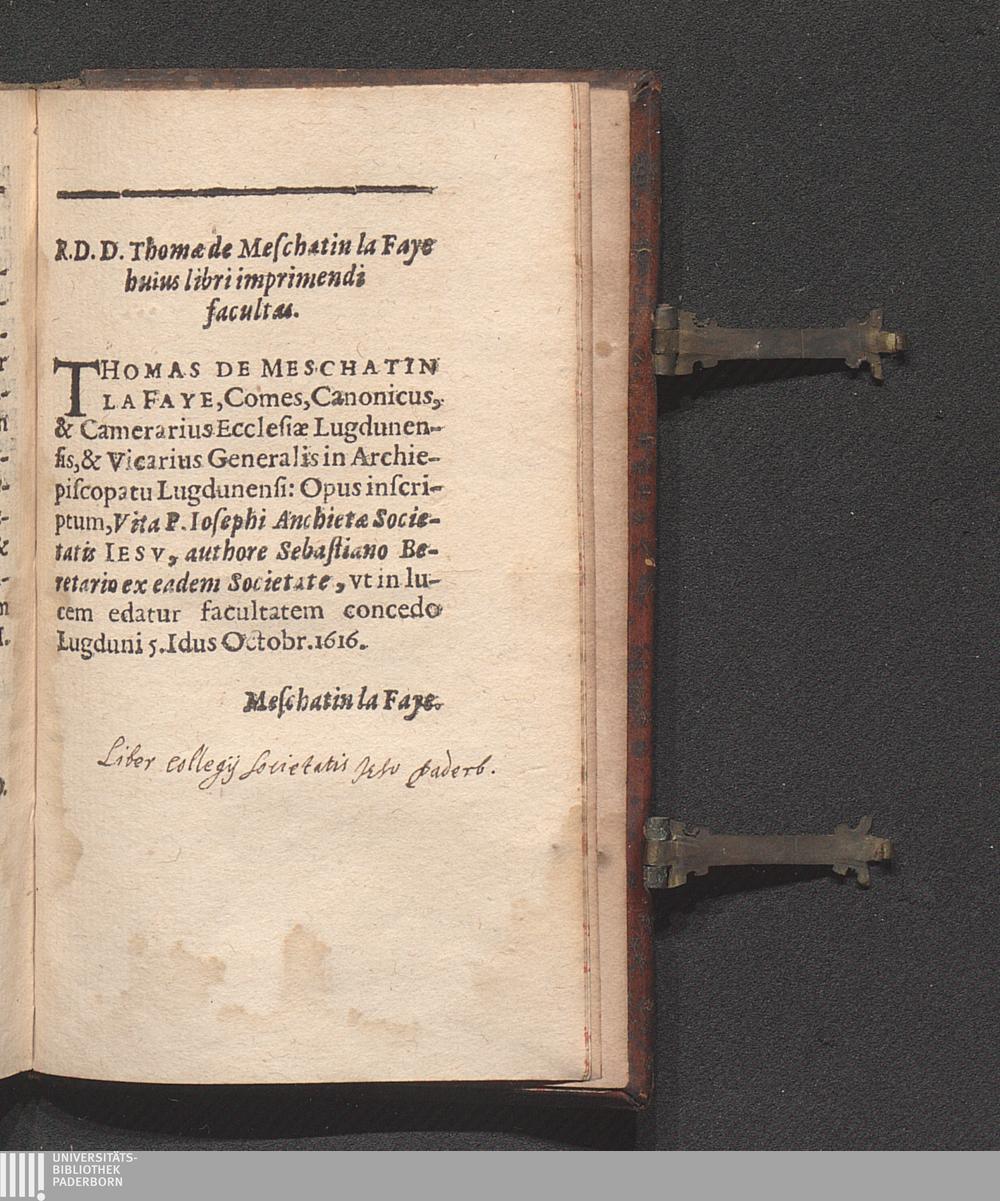 R.D.D. Thomæ de Meſchatin la Faye
huius libri imprimendi
facultas.
THOMAS DE MESCHATIN
LA FAYE, Comes, Canonicus,
& Camerarius Eccleſiæ Lugdunen-
ſis, & Vicarius Generalis in Archie-
piſcopatu Lugdunenſi: Opus inſcri-
ptum, Vita P. Ioſephi Anchietæ Socie-
tatis IESV, authore Sebaſtiano Be-
retario ex eadem Societate, vt in lu-
cem edatur facultatem concedo
Lugduni 5. Idus Octobr. 1616.
Meſchatin la Faye.
Liber collegij Societatis Jesv paderb.
UNIVERSITÄTS-
BIBLIOTHEK
PADERBORN